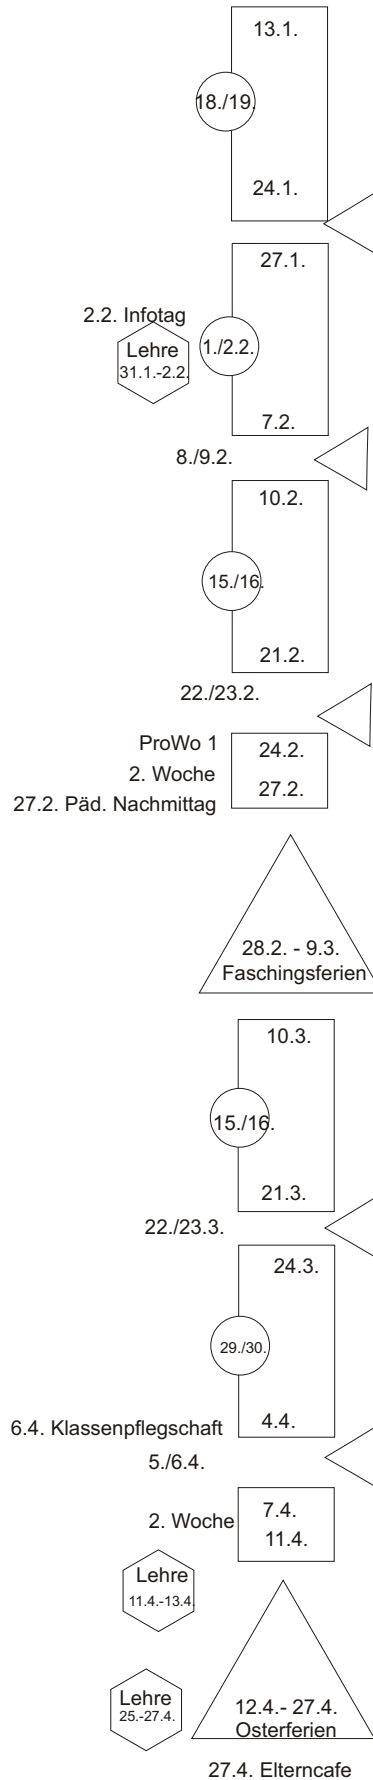 13.1.
18./19.
24.1.
27.1.
2.2. Infotag
Lehre
31.1.-2.2.
1./2.2.
7.2.
8./9.2.
10.2.
15./16.
21.2.
22./23.2.
ProWo 1
24.2.
2. Woche
27.2.
27.2. Päd. Nachmittag
28.2. - 9.3.
Faschingsferien
10.3.
15./16.
21.3.
22./23.3.
24.3.
29./30.
6.4. Klassenpflegschaft
4.4.
5./6.4.
7.4.
2. Woche
11.4.
Lehre
11.4.-13.4.
Lehre
25.-27.4.
12.4.- 27.4.
Osterferien
27.4. Elterncafe